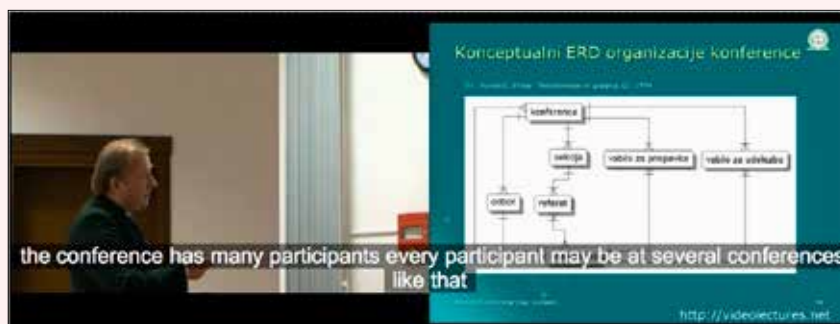 Konceptualni ERD organizacije konference
konferenca
sekcija
vabilo za prispevke
vabilo za udeležbo
odbor
referat
the conference has many participants every participant may be at several conferences
like that
http://videolectures.net